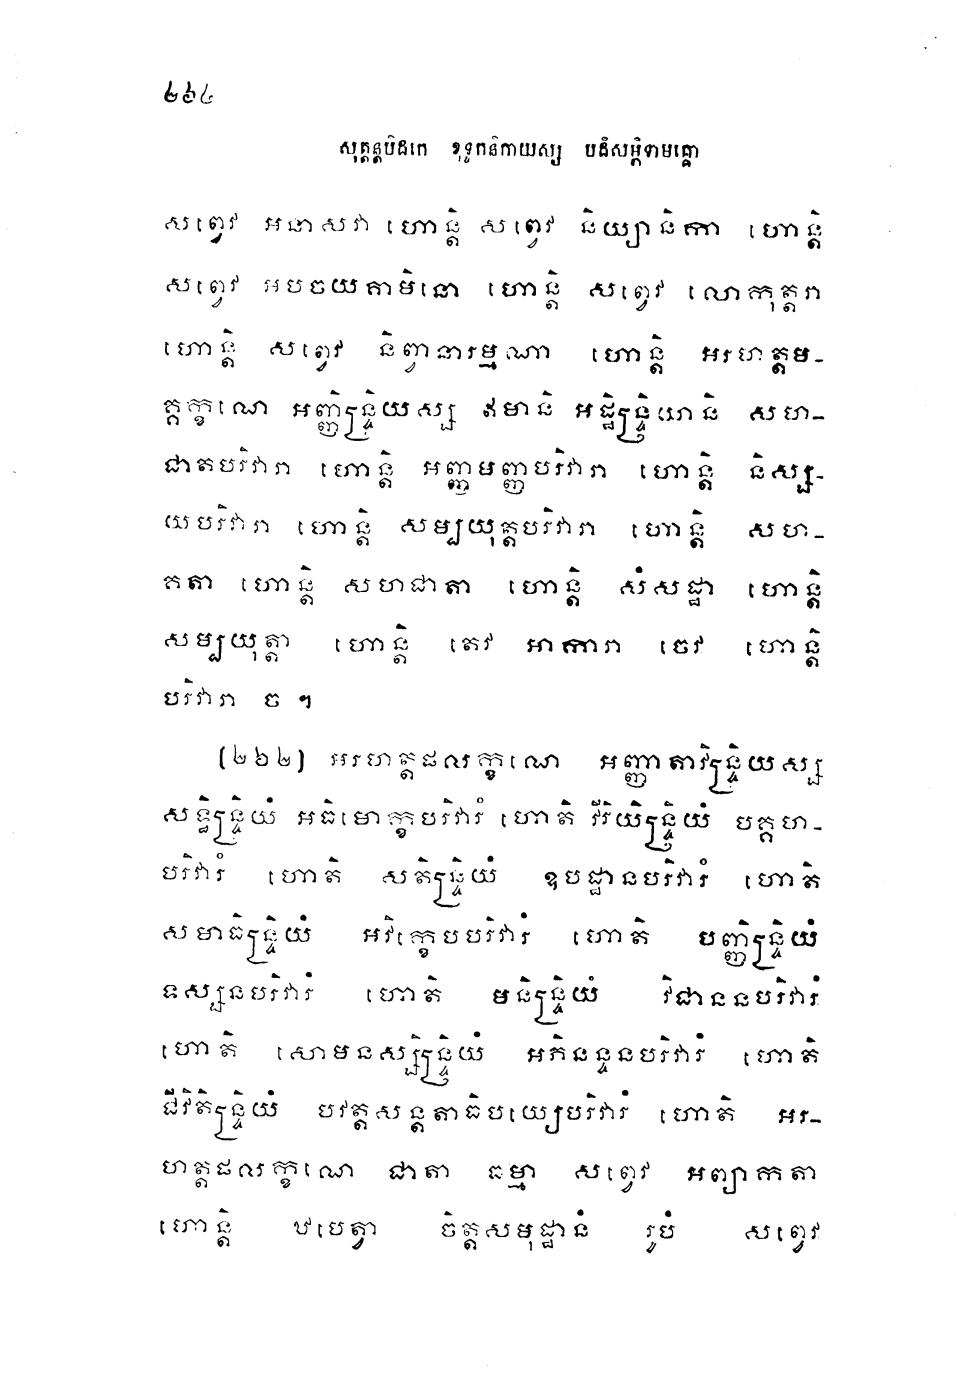 ២៦៤
សុត្តន្តបិដកេ ខុទ្ទកនិកាយស្ស បដិសម្ភិទាមគ្គោ
សព្វេវ អនាសវា ហោន្តិ សព្វេវ និយ្យានិកា ហោន្តិ
សព្វេវ អបចយគាមិនោ ហោន្តិ សព្វេវ លោកុត្តរា
ហោន្តិ សព្វេវ និព្វានារម្មណា ហោន្តិ អរហត្តម-
គ្គក្ខណេ អញ្ញិន្ទ្រិយស្ស ឥមានិ អដ្ឋិន្ទ្រិយានិ សហ-
ជាតបរិវារា ហោន្តិ អញ្ញមញ្ញបរិវារា ហោន្តិ និស្ស-
យបរិវារា ហោន្តិ សម្បយុត្តបរិវារា ហោន្តិ សហ-
គតា ហោន្តិ សហជាតា ហោន្តិ សំសដ្ឋា ហោន្តិ
សម្បយុត្តា ហោន្តិ តេវ អាការា ចេវ ហោន្តិ
បរិវារា ច ។
(២៦២) អរហត្តផលក្ខណេ អញ្ញាតាវិន្ទ្រិយស្ស
សទ្ធិន្ទ្រិយំ អធិមោក្ខបរិវារំ ហោតិ វីរិយិន្ទ្រិយំ បគ្គហ-
បរិវារំ ហោតិ សតិន្ទ្រិយំ ឧបដ្ឋានបរិវារំ ហោតិ
សមាធិន្ទ្រិយំ អវិក្ខេបបរិវារំ ហោតិ បញ្ញិន្ទ្រិយំ
ទស្សនបរិវារំ ហោតិ មនិន្ទ្រិយំ វិជាននបរិវារំ
ហោតិ សោមនស្សិន្ទ្រិយំ អភិនន្ទនបរិវារំ ហោតិ
ជីវិតិន្ទ្រិយំ បវត្តសន្តតាធិបយ្យេបរិវារំ ហោតិ អរ-
ហត្តផលក្ខណេ ជាតា ធម្មា សព្វេវ អព្យាកតា
ហោន្តិ ឋបេត្វា ចិត្តសមុដ្ឋានំ រូបំ សព្វេវ